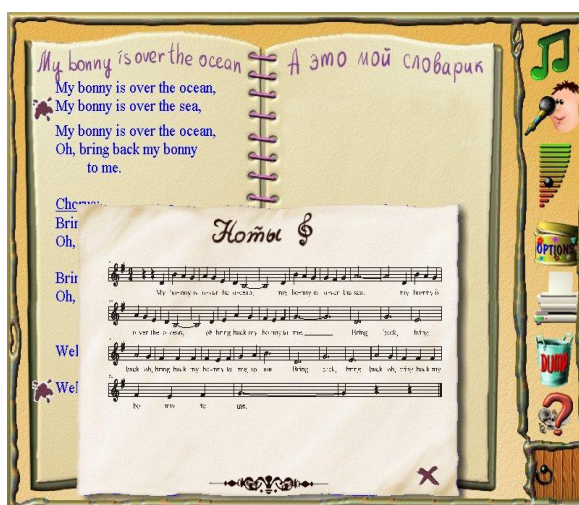 My bonny is over the ocean
А это мой словарик
My bonny is over the ocean,
My bonny is over the sea,
My bonny is over the ocean,
Oh, bring back my bonny
to me.
Oh,
Oh,
Ноты
My bonny is over the ocean, my bonny is over the sea. my bonny is
over the ocean, oh bring back my bonny to me. Bring back, bring
back oh, bring back my bonny to me, to me Bring back, bring back oh, bring back my
bonny to me.
OPTIONS
DUMP